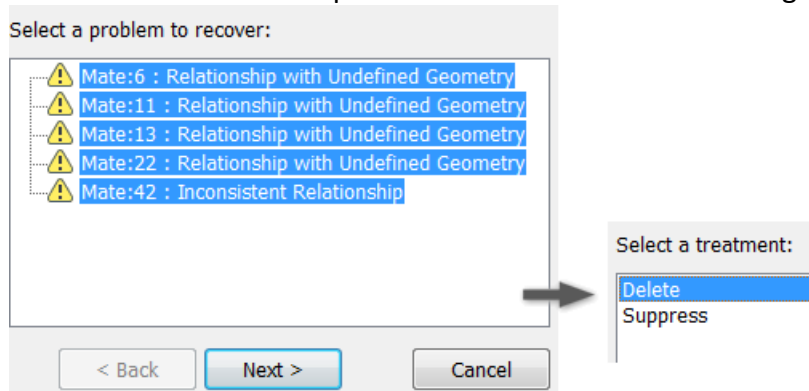 Select a problem to recover:
Mate:6 : Relationship with Undefined Geometry
Mate:11 : Relationship with Undefined Geometry
Mate:13 : Relationship with Undefined Geometry
Mate:22 : Relationship with Undefined Geometry
Mate:42 : Inconsistent Relationship
Select a treatment:
Delete
Suppress
< Back
Next >
Cancel